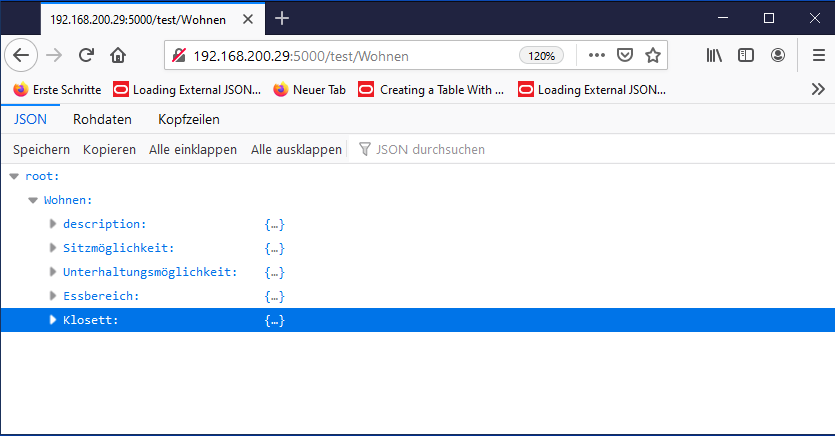 192.168.200.29:5000/test/Wohnen
192.168.200.29:5000/test/Wohnen 120%
Erste Schritte Loading External JSON... Neuer Tab Creating a Table With ... Loading External JSON...
JSON Rohdaten Kopfzeilen
Speichern Kopieren Alle einklappen Alle ausklappen JSON durchsuchen
root:
Wohnen:
description: {…}
Sitzmöglichkeit: {…}
Unterhaltungsmöglichkeit: {…}
Essbereich: {…}
Klosett: {…}